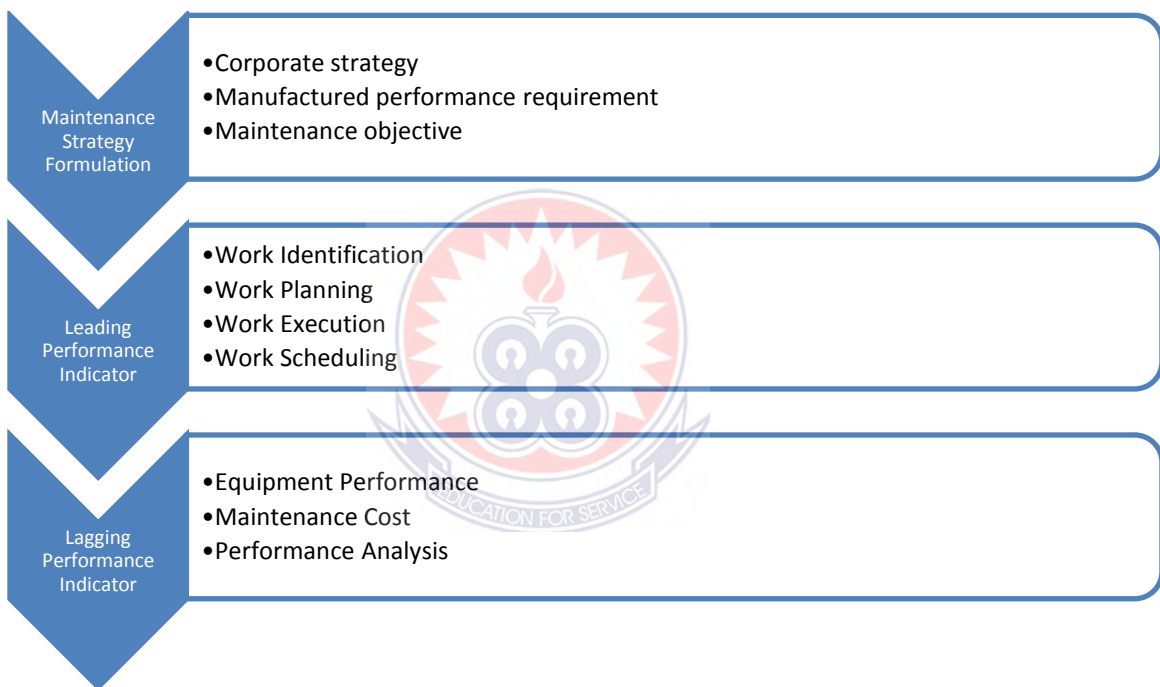 Maintenance
Strategy
Formulation
•Corporate strategy
•Manufactured performance requirement
•Maintenance objective
Leading
Performance
Indicator
•Work Identification
•Work Planning
•Work Execution
•Work Scheduling
Lagging
Performance
Indicator
•Equipment Performance
•Maintenance Cost
•Performance Analysis
EDUCATION FOR SERVICE